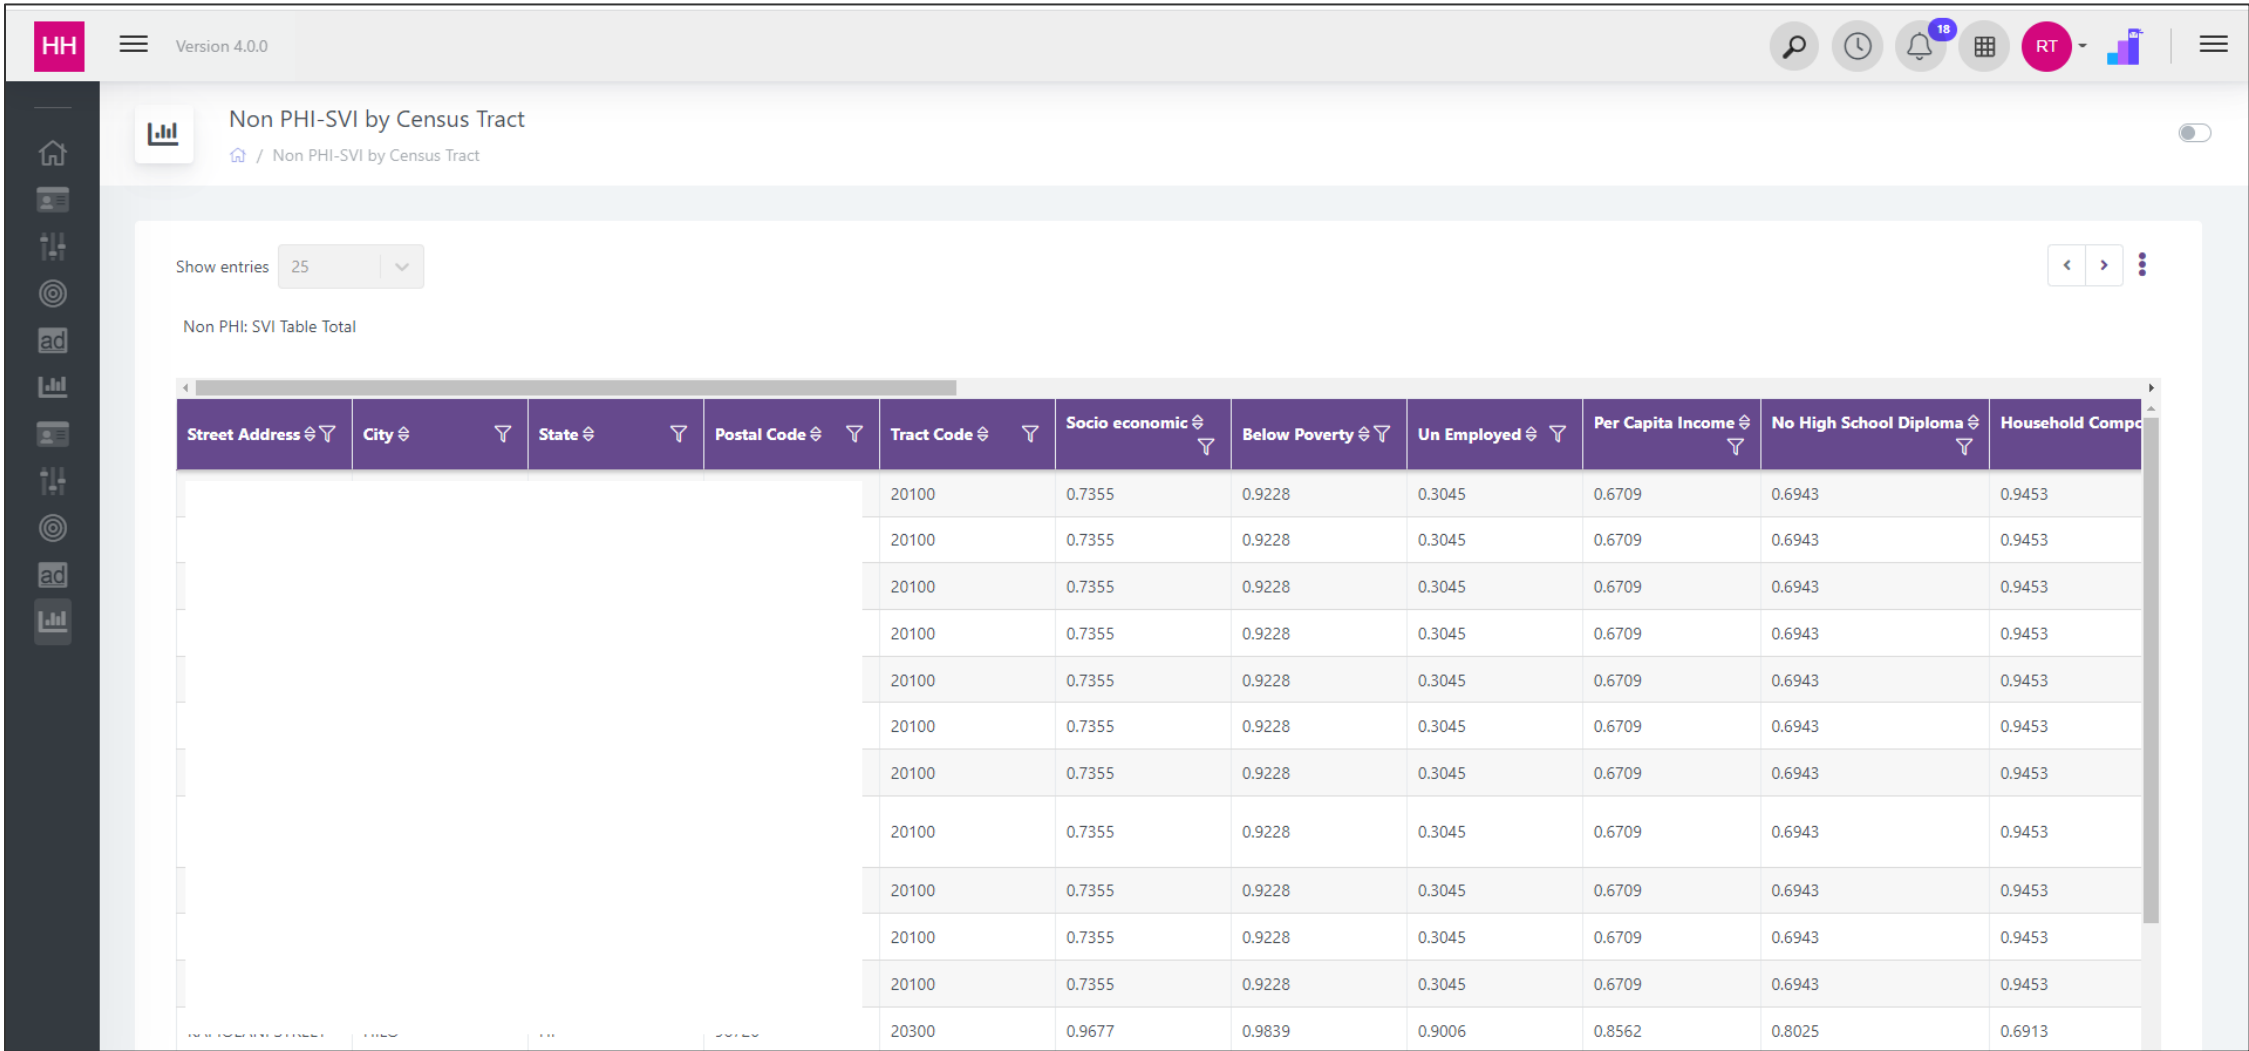 HH
Version 4.0.0
18
RT
Non PHI-SVI by Census Tract
/ Non PHI-SVI by Census Tract
Show entries 25
Non PHI: SVI Table Total
Street Address City State Postal Code Tract Code Socio economic Below Poverty Un Employed Per Capita Income No High School Diploma Household Compo
20100 0.7355 0.9228 0.3045 0.6709 0.6943 0.9453
20100 0.7355 0.9228 0.3045 0.6709 0.6943 0.9453
20100 0.7355 0.9228 0.3045 0.6709 0.6943 0.9453
20100 0.7355 0.9228 0.3045 0.6709 0.6943 0.9453
20100 0.7355 0.9228 0.3045 0.6709 0.6943 0.9453
20100 0.7355 0.9228 0.3045 0.6709 0.6943 0.9453
20100 0.7355 0.9228 0.3045 0.6709 0.6943 0.9453
20100 0.7355 0.9228 0.3045 0.6709 0.6943 0.9453
20100 0.7355 0.9228 0.3045 0.6709 0.6943 0.9453
20100 0.7355 0.9228 0.3045 0.6709 0.6943 0.9453
20100 0.7355 0.9228 0.3045 0.6709 0.6943 0.9453
20300 0.9677 0.9839 0.9006 0.8562 0.8025 0.6913
ad
ad